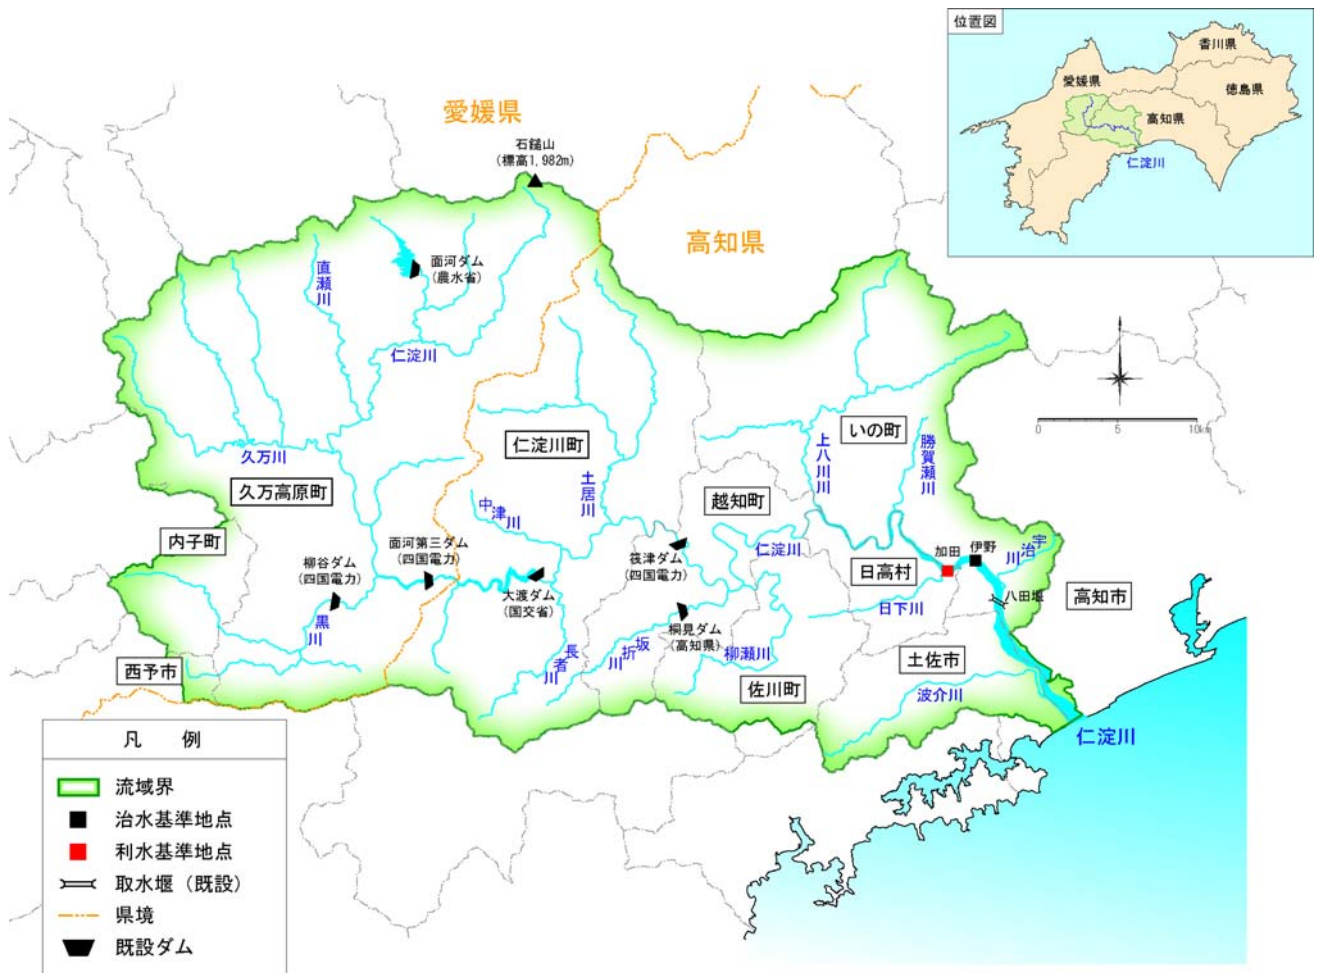 位置図
香川県
愛媛県
徳島県
高知県
仁淀川
愛媛県
石鎚山
(標高1,982m)
高知県
直瀬川
面河ダム
(農水省)
仁淀川
久万川
久万高原町
仁淀川町
中津川
土居川
いの町
上八川川
勝賀瀬川
越知町
仁淀川
内子町
柳谷ダム
(四国電力)
面河第三ダム
(四国電力)
大渡ダム
(国交省)
筏津ダム
(四国電力)
桐見ダム
(高知県)
加田
伊野
宇治川
日高村
日下川
八田堰
高知市
黒川
長者川
坂折川
柳瀬川
西予市
佐川町
土佐市
波介川
仁淀川
0
5
10km
凡 例
流域界
治水基準地点
利水基準地点
取水堰(既設)
県境
既設ダム